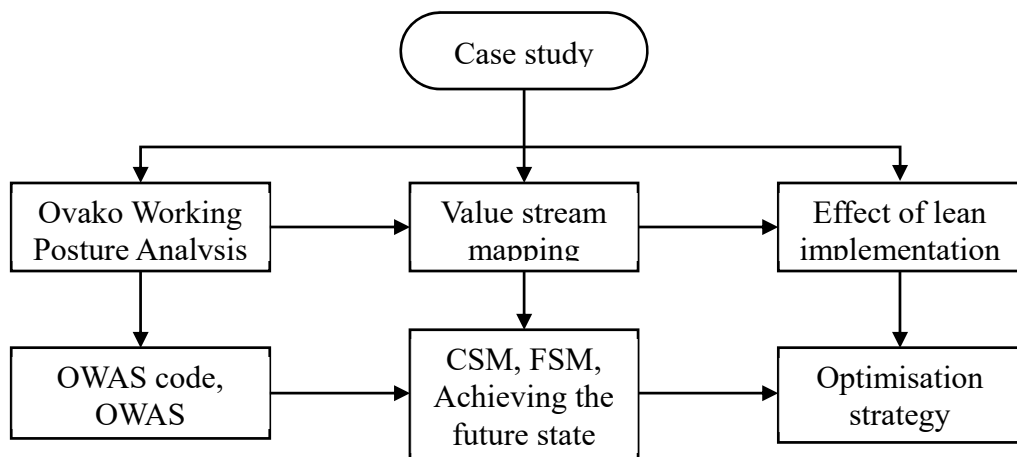 Case study
Ovako Working
Posture Analysis
Value stream
mapping
Effect of lean
implementation
OWAS code,
OWAS
CSM, FSM,
Achieving the
future state
Optimisation
strategy